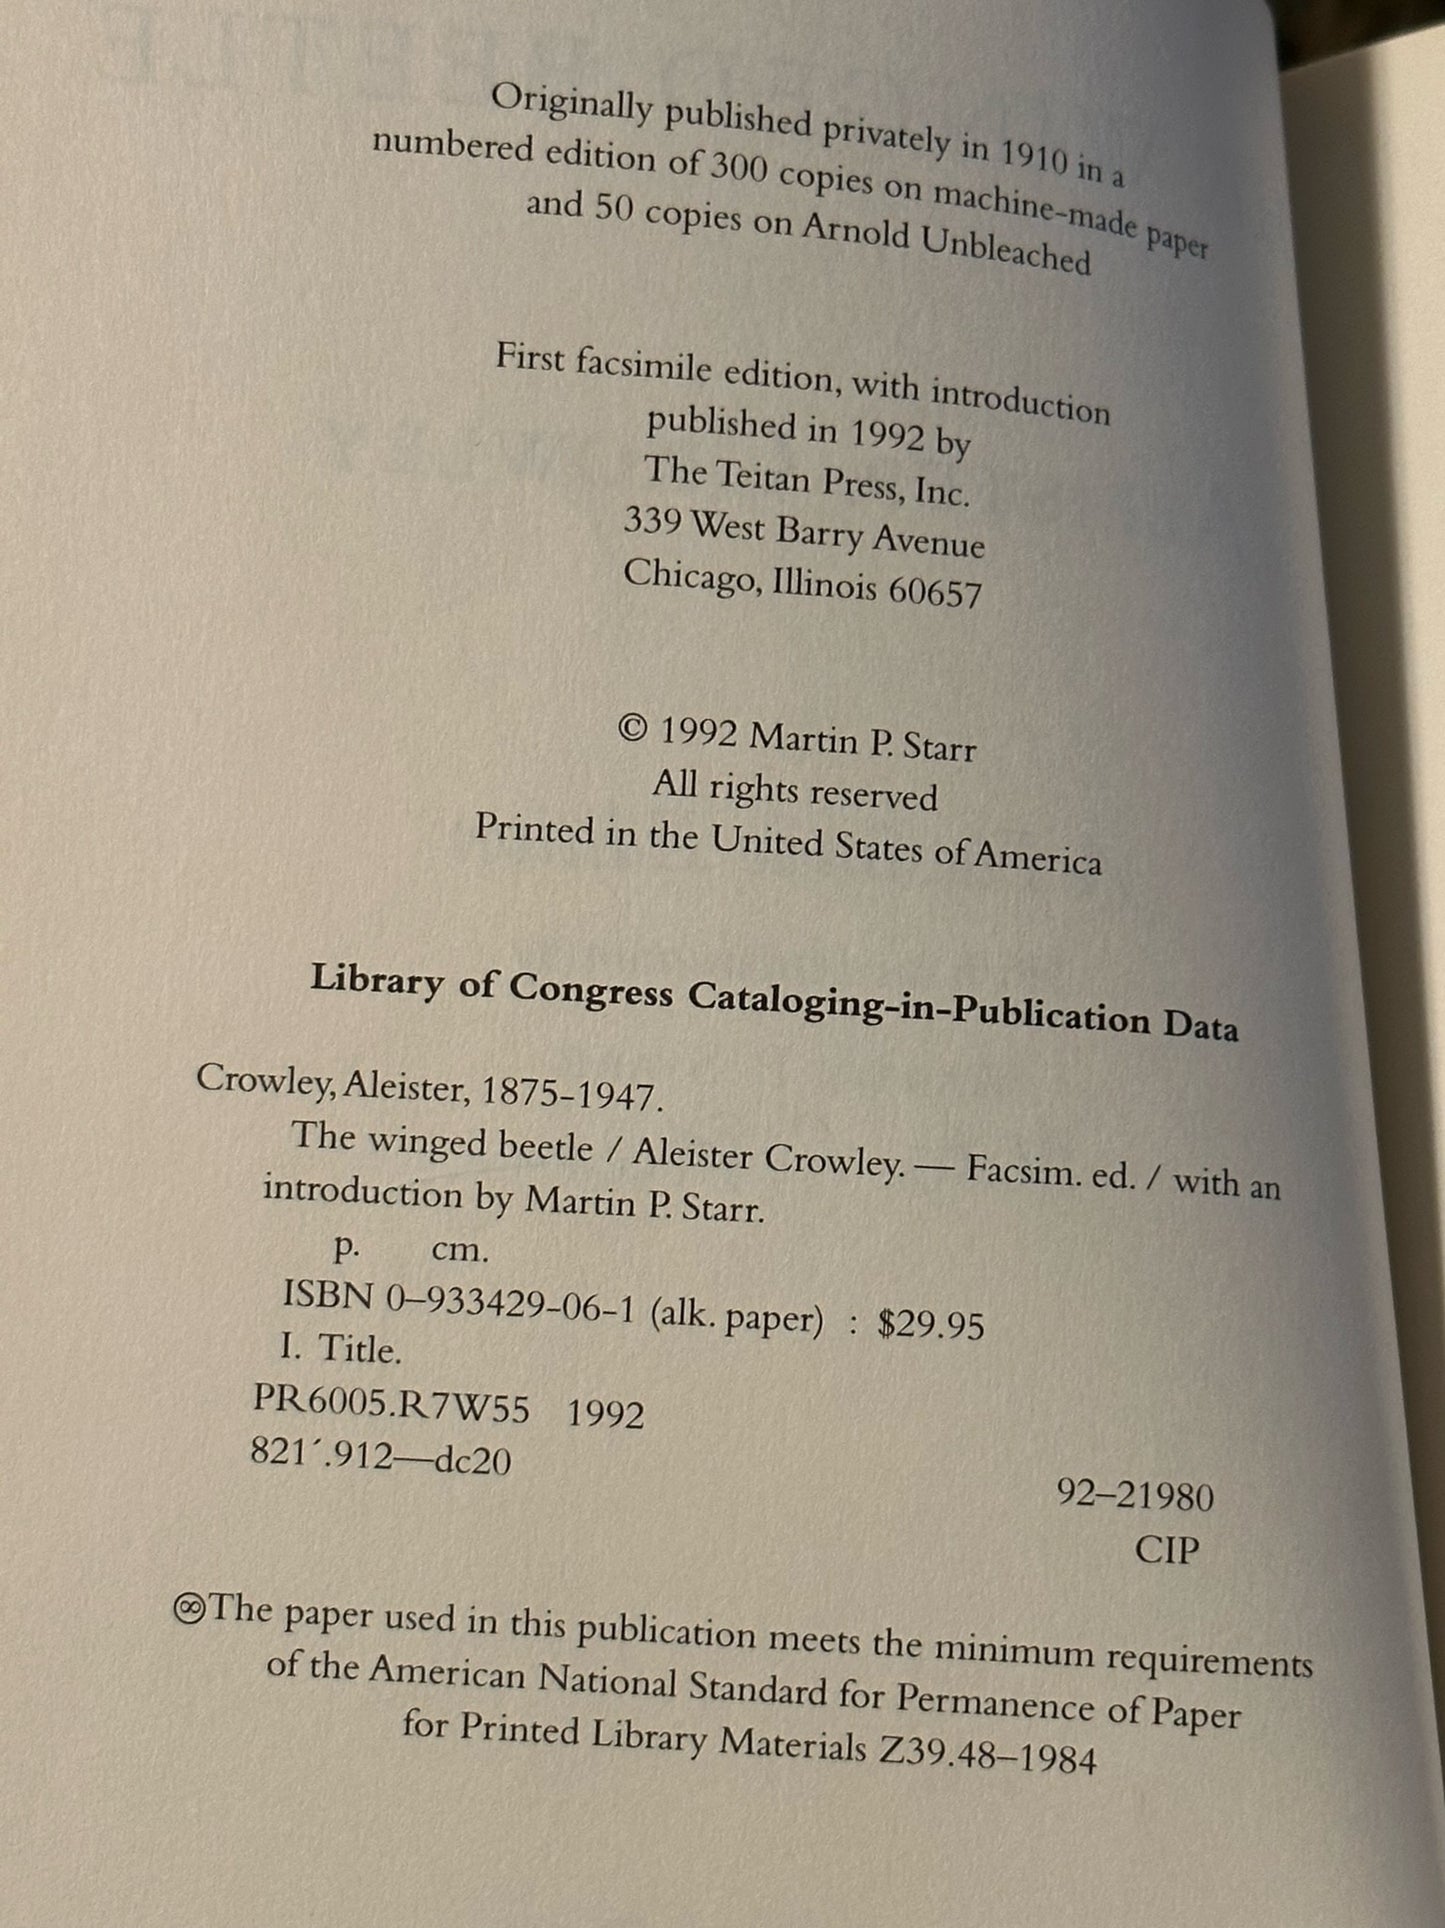 Originally published privately in 1910 in a
numbered edition of 300 copies on machine-made paper
and 50 copies on Arnold Unbleached
First facsimile edition, with introduction
published in 1992 by
The Teitan Press, Inc.
339 West Barry Avenue
Chicago, Illinois 60657
© 1992 Martin P. Starr
All rights reserved
Printed in the United States of America
Library of Congress Cataloging-in-Publication Data
Crowley, Aleister, 1875–1947.
The winged beetle / Aleister Crowley. — Facsim. ed. / with an
introduction by Martin P. Starr.
p. cm.
ISBN 0–933429–06–1 (alk. paper) : $29.95
I. Title.
PR6005.R7W55 1992
821´.912—dc20
92–21980
CIP
♾The paper used in this publication meets the minimum requirements
of the American National Standard for Permanence of Paper
for Printed Library Materials Z39.48–1984